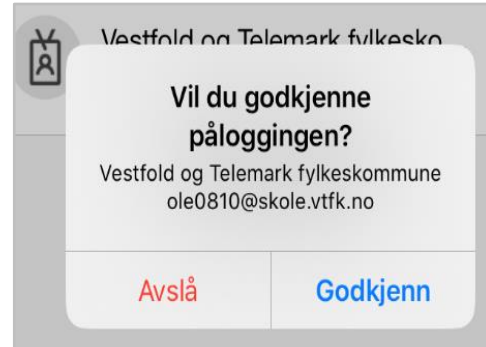 Vestfold og Telemark fylkesko
Vil du godkjenne
påloggingen?
Vestfold og Telemark fylkeskommune
ole0810@skole.vtfk.no
Avslå
Godkjenn